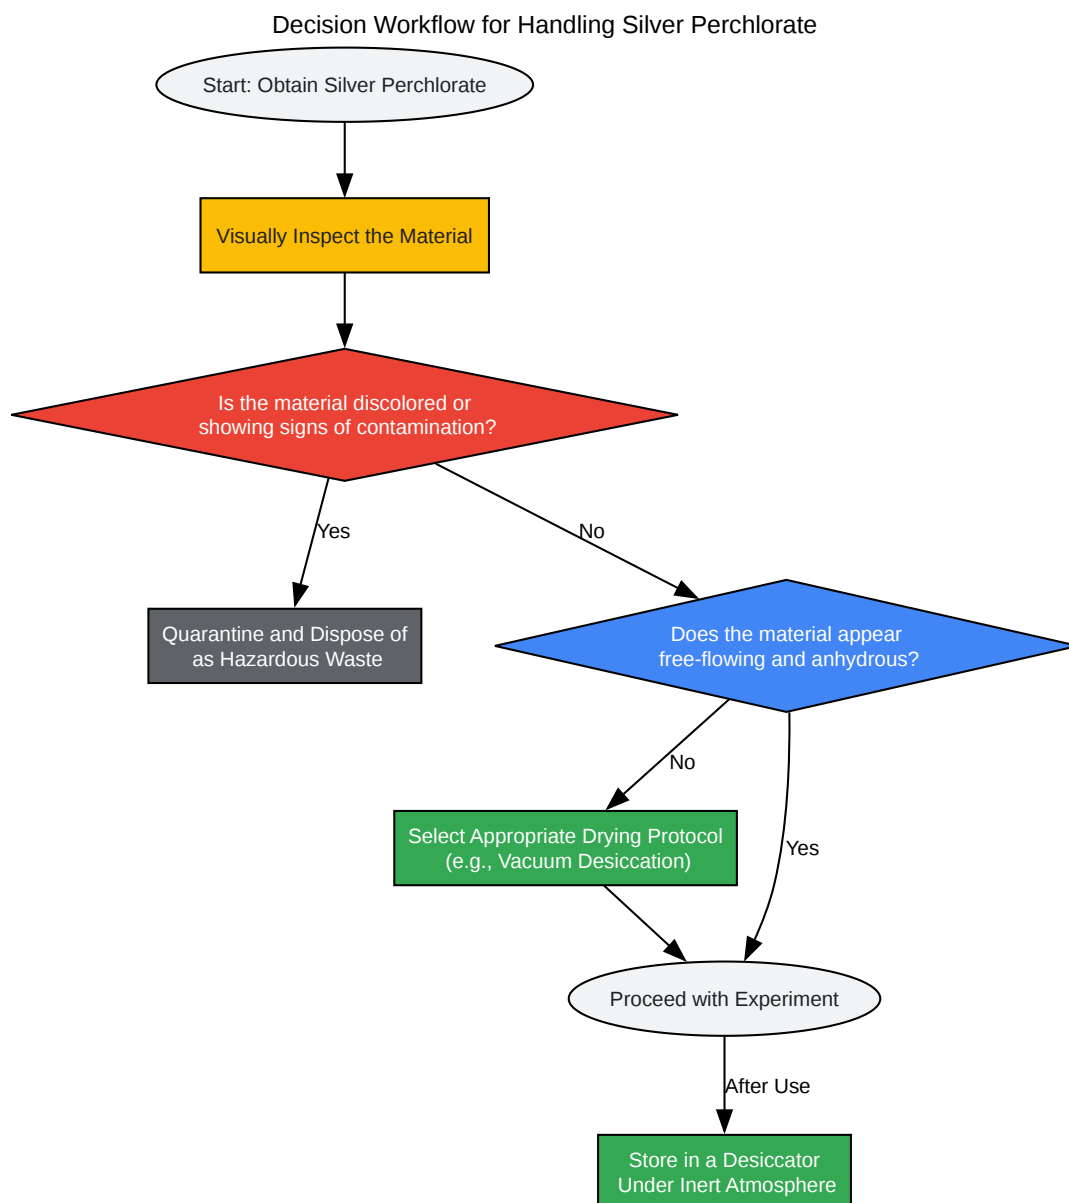 Decision Workflow for Handling Silver Perchlorate
Start: Obtain Silver Perchlorate
Visually Inspect the Material
Is the material discolored or
showing signs of contamination?
Yes
No
Quarantine and Dispose of
as Hazardous Waste
Does the material appear
free-flowing and anhydrous?
No
Select Appropriate Drying Protocol
(e.g., Vacuum Desiccation)
Yes
Proceed with Experiment
After Use
Store in a Desiccator
Under Inert Atmosphere